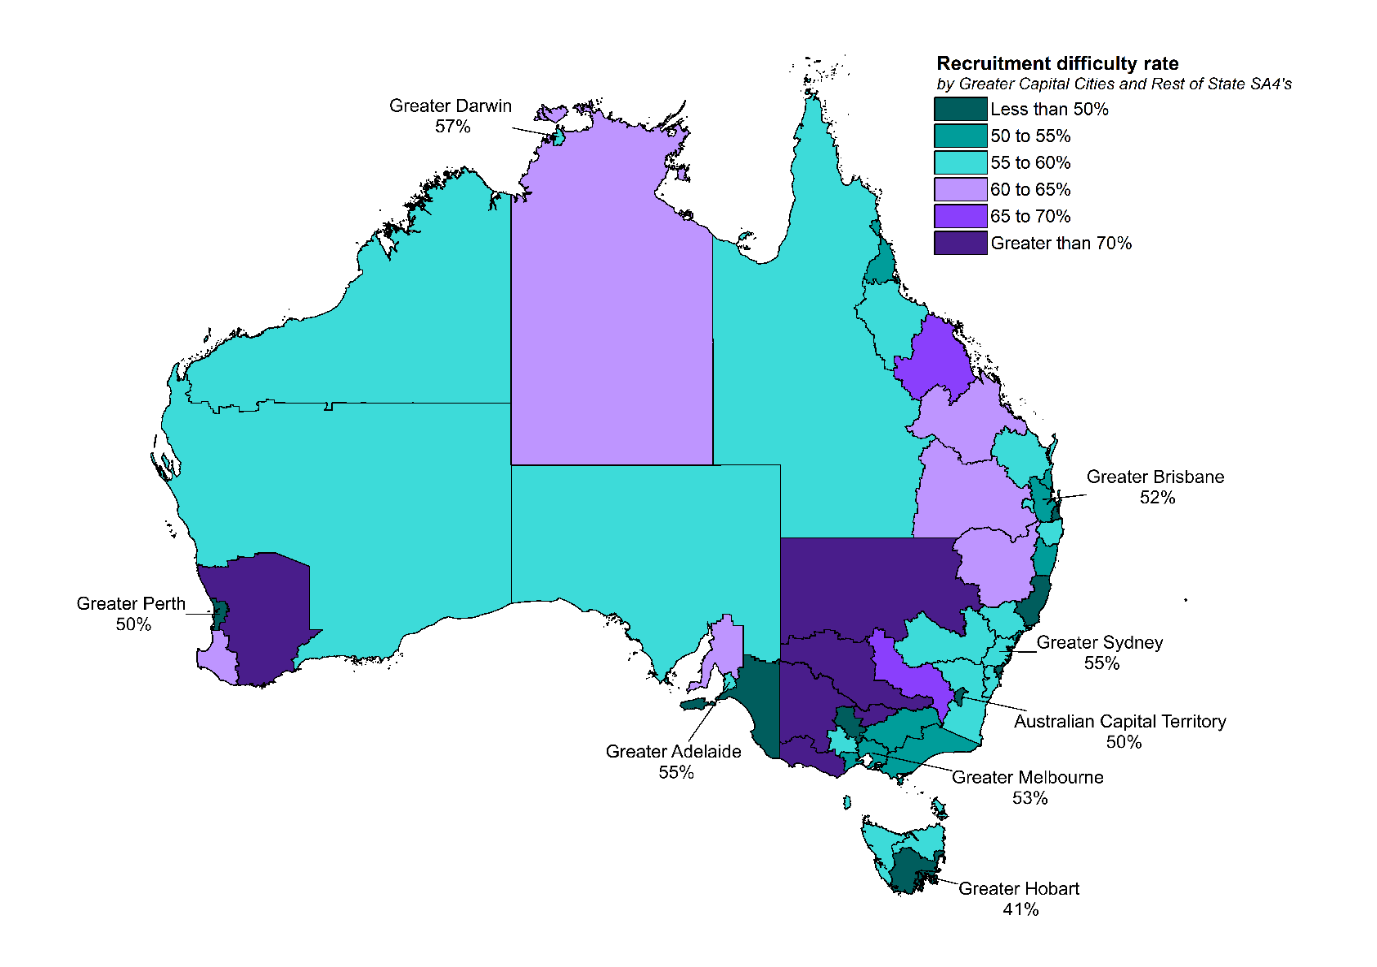 Recruitment difficulty rate
by Greater Capital Cities and Rest of State SA4's
Less than 50%
50 to 55%
55 to 60%
60 to 65%
65 to 70%
Greater than 70%
Greater Darwin
57%
Greater Brisbane
52%
Greater Perth
50%
Greater Sydney
55%
Australian Capital Territory
50%
Greater Adelaide
55%
Greater Melbourne
53%
Greater Hobart
41%